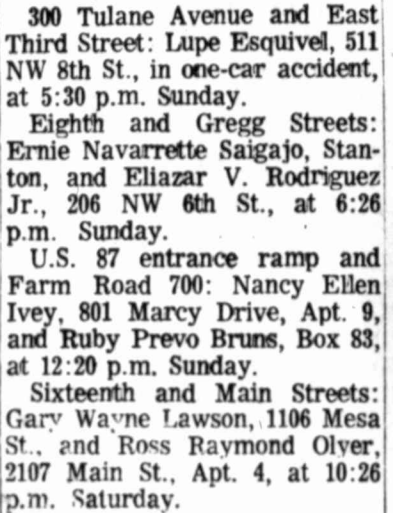 300 Tulane Avenue and East
Third Street: Lupe Esquivel, 511
NW 8th St., in one-car accident,
at 5:30 p.m. Sunday.
Eighth and Gregg Streets:
Ernie Navarrette Saigajo, Stan-
ton, and Eliazar V. Rodriguez
Jr., 206 NW 6th St., at 6:26
p.m. Sunday.
U.S. 87 entrance ramp and
Farm Road 700: Nancy Ellen
Ivey, 801 Marcy Drive, Apt. 9,
and Ruby Prevo Bruns, Box 83,
at 12:20 p.m. Sunday.
Sixteenth and Main Streets:
Gary Wayne Lawson, 1106 Mesa
St., and Ross Raymond Olyer,
2107 Main St., Apt. 4, at 10:26
p.m. Saturday.